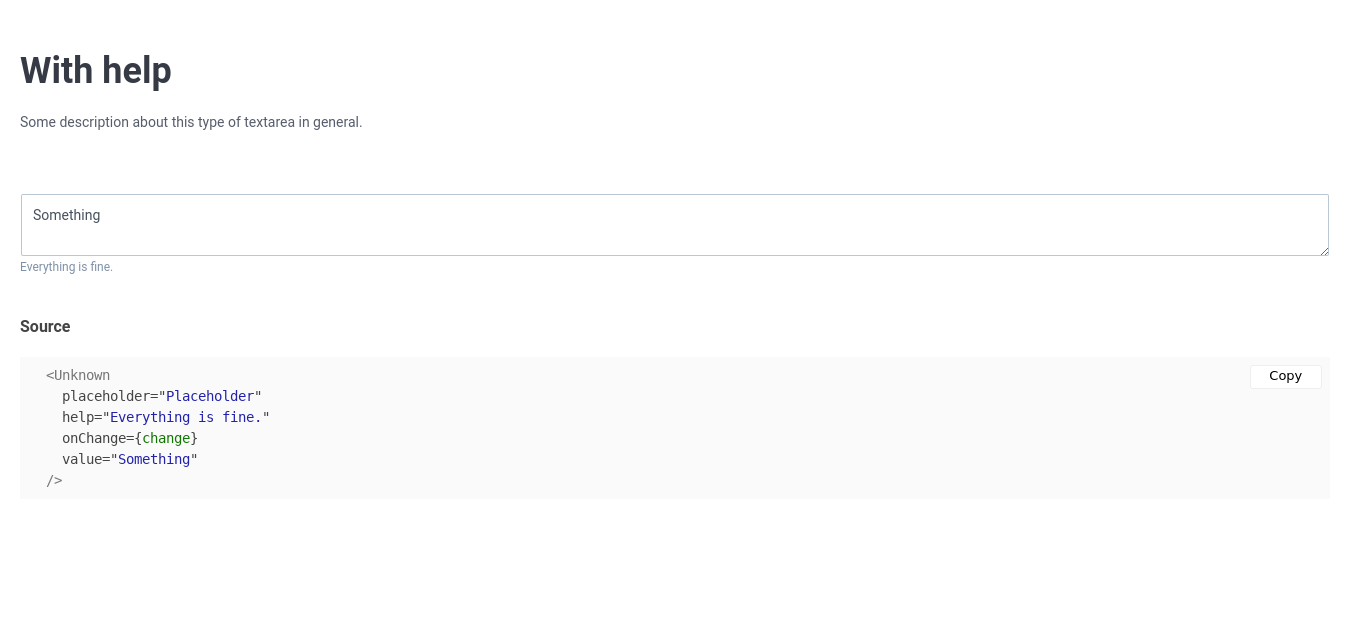 With help
Some description about this type of textarea in general.
Something
Everything is fine.
Source
<Unknown
Copy
placeholder="Placeholder"
help="Everything is fine."
onChange={change}
value="Something"
/>